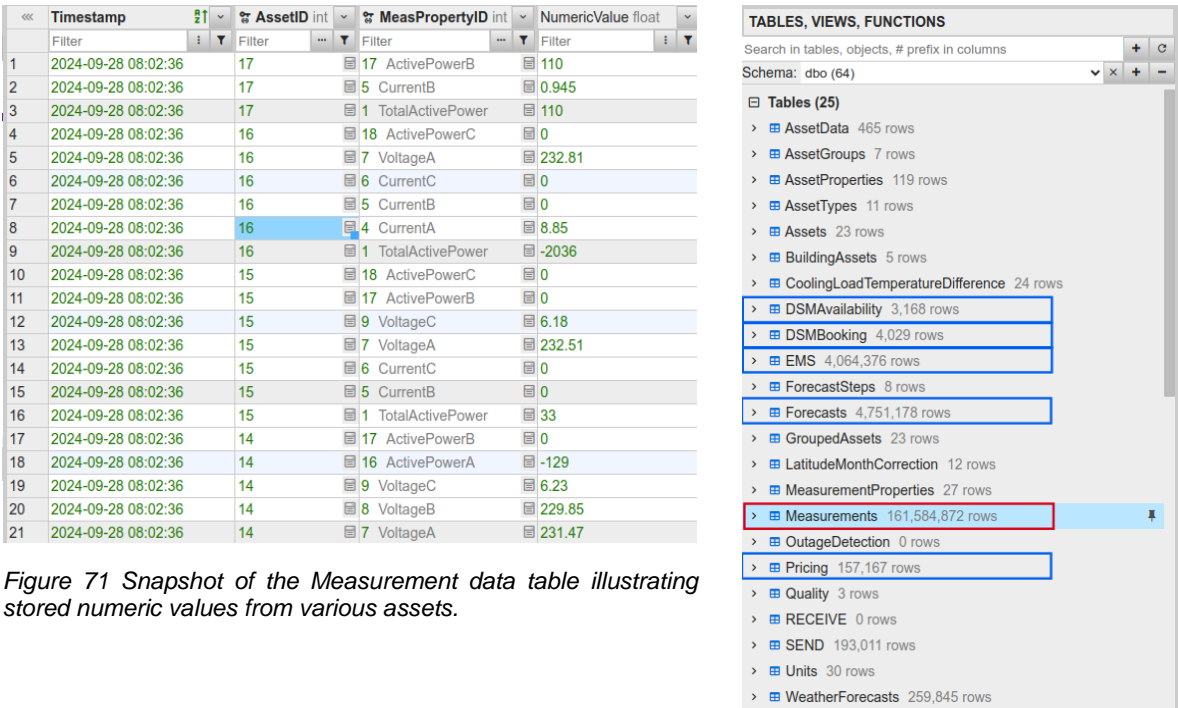 Timestamp AssetID int MeasPropertyID int NumericValue float
Filter Filter Filter Filter
1 2024-09-28 08:02:36 17 17 ActivePowerB 110
2 2024-09-28 08:02:36 17 5 CurrentB 0.945
3 2024-09-28 08:02:36 17 1 TotalActivePower 110
4 2024-09-28 08:02:36 16 18 ActivePowerC 0
5 2024-09-28 08:02:36 16 7 VoltageA 232.81
6 2024-09-28 08:02:36 16 6 CurrentC 0
7 2024-09-28 08:02:36 16 5 CurrentB 0
8 2024-09-28 08:02:36 16 4 CurrentA 8.85
9 2024-09-28 08:02:36 16 1 TotalActivePower -2036
10 2024-09-28 08:02:36 15 18 ActivePowerC 0
11 2024-09-28 08:02:36 15 17 ActivePowerB 0
12 2024-09-28 08:02:36 15 9 VoltageC 6.18
13 2024-09-28 08:02:36 15 7 VoltageA 232.51
14 2024-09-28 08:02:36 15 6 CurrentC 0
15 2024-09-28 08:02:36 15 5 CurrentB 0
16 2024-09-28 08:02:36 15 1 TotalActivePower 33
17 2024-09-28 08:02:36 14 17 ActivePowerB 0
18 2024-09-28 08:02:36 14 16 ActivePowerA -129
19 2024-09-28 08:02:36 14 9 VoltageC 6.23
20 2024-09-28 08:02:36 14 8 VoltageB 229.85
21 2024-09-28 08:02:36 14 7 VoltageA 231.47
Figure 71 Snapshot of the Measurement data table illustrating
stored numeric values from various assets.
TABLES, VIEWS, FUNCTIONS
Search in tables, objects, # prefix in columns
Schema: dbo (64)
Tables (25)
AssetData 465 rows
AssetGroups 7 rows
AssetProperties 119 rows
AssetTypes 11 rows
Assets 23 rows
BuildingAssets 5 rows
CoolingLoadTemperatureDifference 24 rows
DSMAvailability 3,168 rows
DSMBooking 4,029 rows
EMS 4,064,376 rows
ForecastSteps 8 rows
Forecasts 4,751,178 rows
GroupedAssets 23 rows
LatitudeMonthCorrection 12 rows
MeasurementProperties 27 rows
Measurements 161,584,872 rows
OutageDetection 0 rows
Pricing 157,167 rows
Quality 3 rows
RECEIVE 0 rows
SEND 193,011 rows
Units 30 rows
WeatherForecasts 259,845 rows